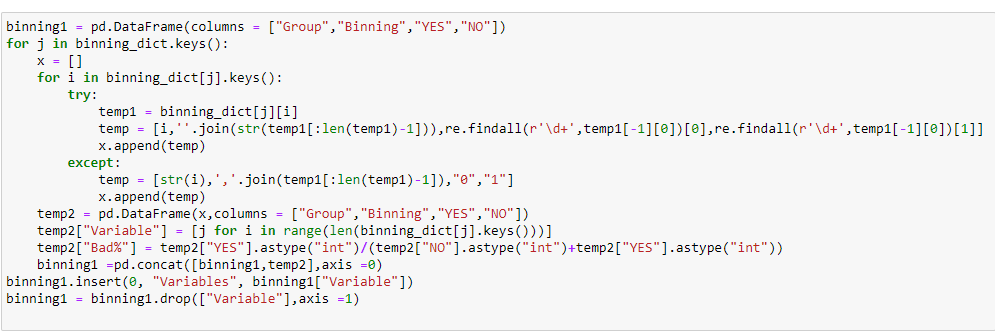 binning1 = pd.DataFrame(columns = ["Group","Binning","YES","NO"])
for j in binning_dict.keys():
    x = []
    for i in binning_dict[j].keys():
        try:
            temp1 = binning_dict[j][i]
            temp = [i,''.join(str(temp1[:len(temp1)-1])),re.findall(r'\d+',temp1[-1][0])[0],re.findall(r'\d+',temp1[-1][0])[1]]
            x.append(temp)
        except:
            temp = [str(i),','.join(temp1[:len(temp1)-1]),"0","1"]
            x.append(temp)
    temp2 = pd.DataFrame(x,columns = ["Group","Binning","YES","NO"])
    temp2["Variable"] = [j for i in range(len(binning_dict[j].keys()))]
    temp2["Bad%"] = temp2["YES"].astype("int")/(temp2["NO"].astype("int")+temp2["YES"].astype("int"))
    binning1 =pd.concat([binning1,temp2],axis =0)
binning1.insert(0, "Variables", binning1["Variable"])
binning1 = binning1.drop(["Variable"],axis =1)